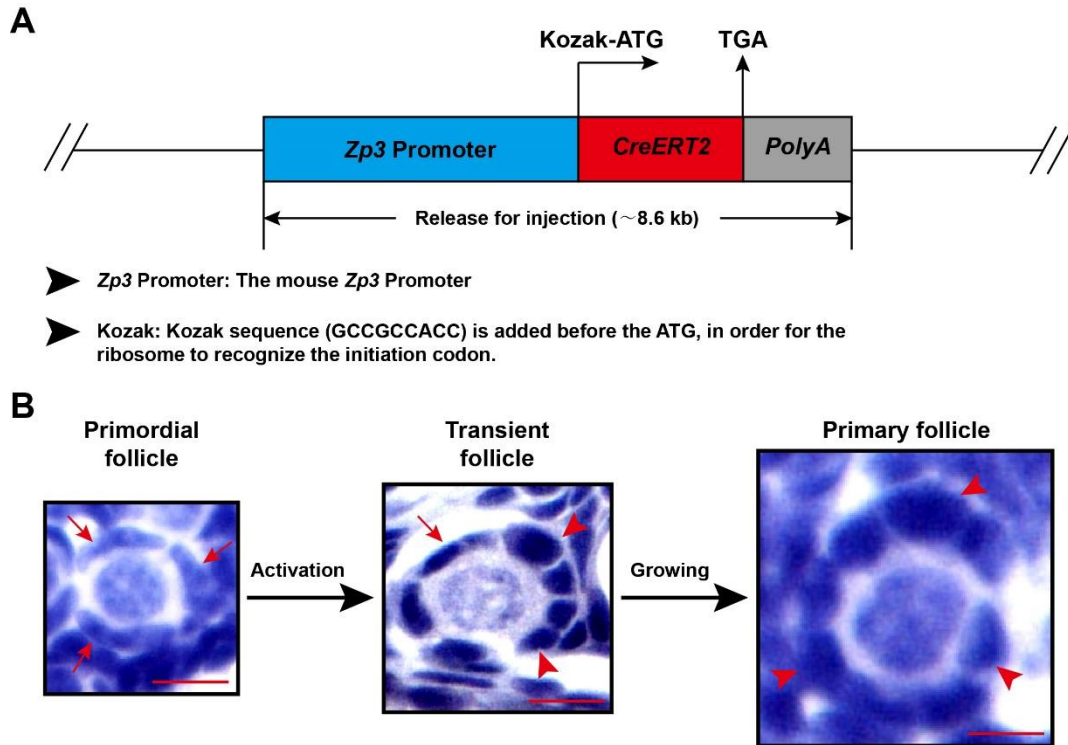 A
Kozak-ATG
TGA
Zp3 Promoter
CreERT2
PolyA
Release for injection (~8.6 kb)
Zp3 Promoter: The mouse Zp3 Promoter
Kozak: Kozak sequence (GCCGCCACC) is added before the ATG, in order for the
ribosome to recognize the initiation codon.
B
Primordial
follicle
Transient
follicle
Primary follicle
Activation
Growing